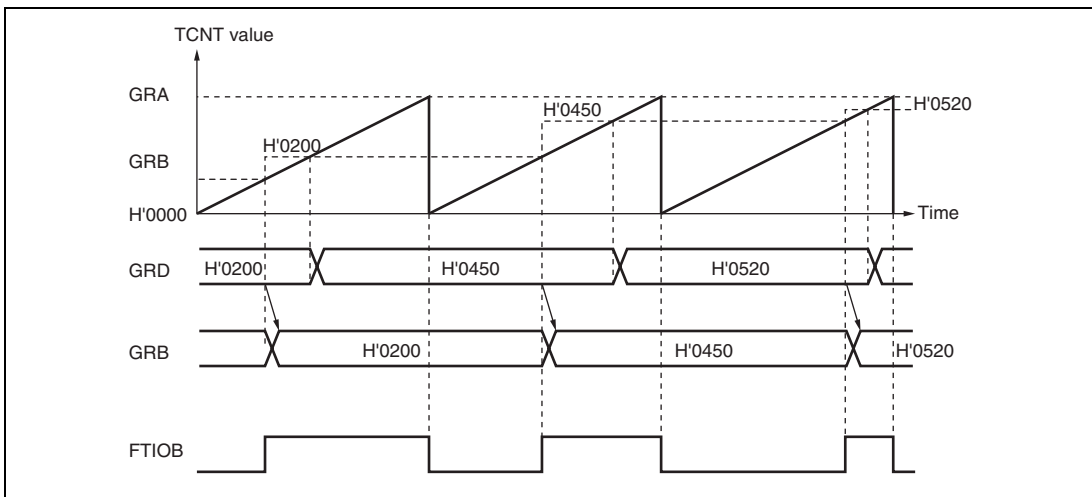 TCNT value
GRA
H'0450
H'0520
H'0200
GRB
H'0000
Time
GRD
H'0200
H'0450
H'0520
GRB
H'0200
H'0450
H'0520
FTIOB